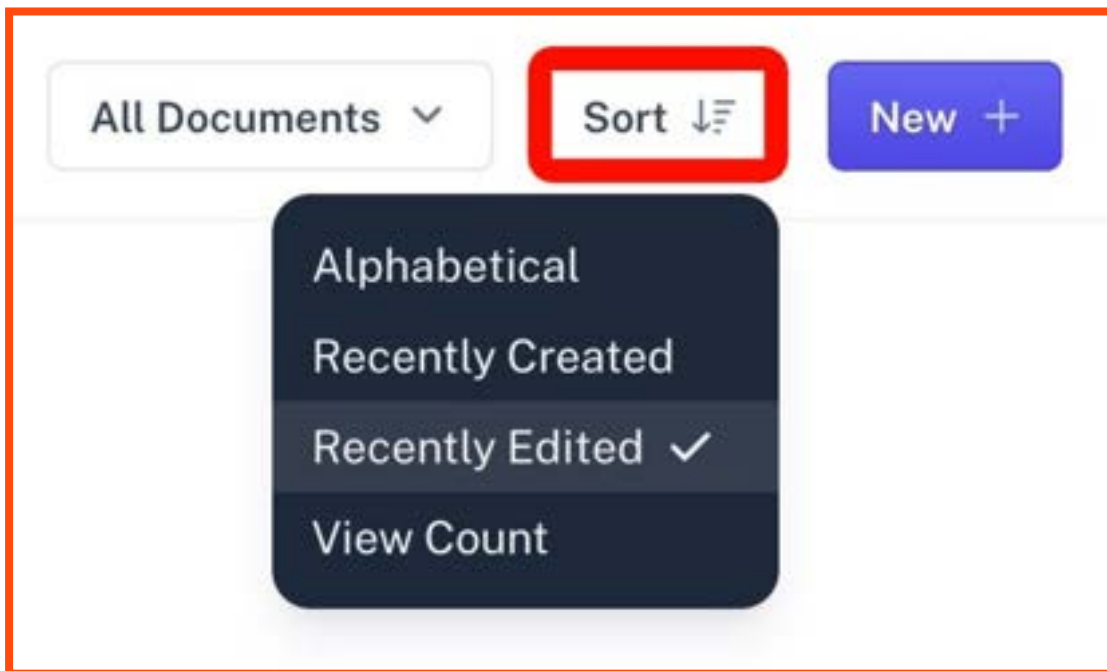 All Documents
Sort
New +
Alphabetical
Recently Created
Recently Edited
View Count